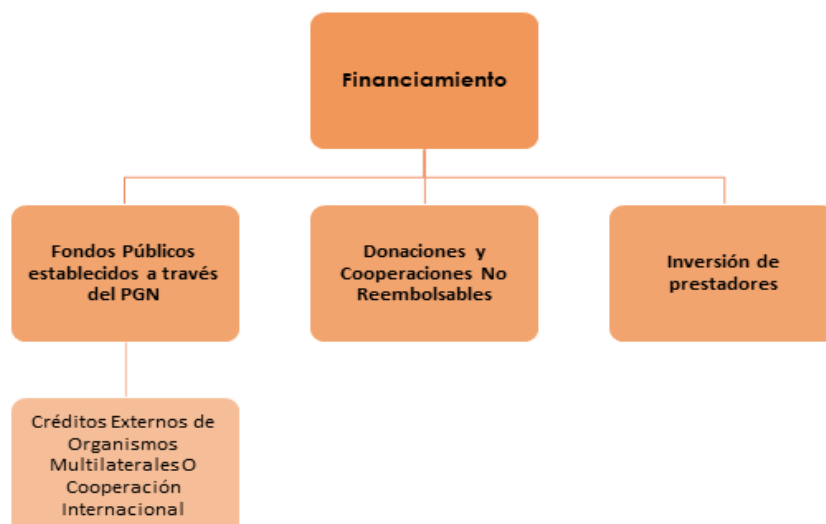 Financiamiento
Fondos Públicos
establecidos a través
del PGN
Donaciones y
Cooperaciones No
Reembolsables
Inversión de
prestadores
Créditos Externos de
Organismos
Multilaterales O
Cooperación
Internacional